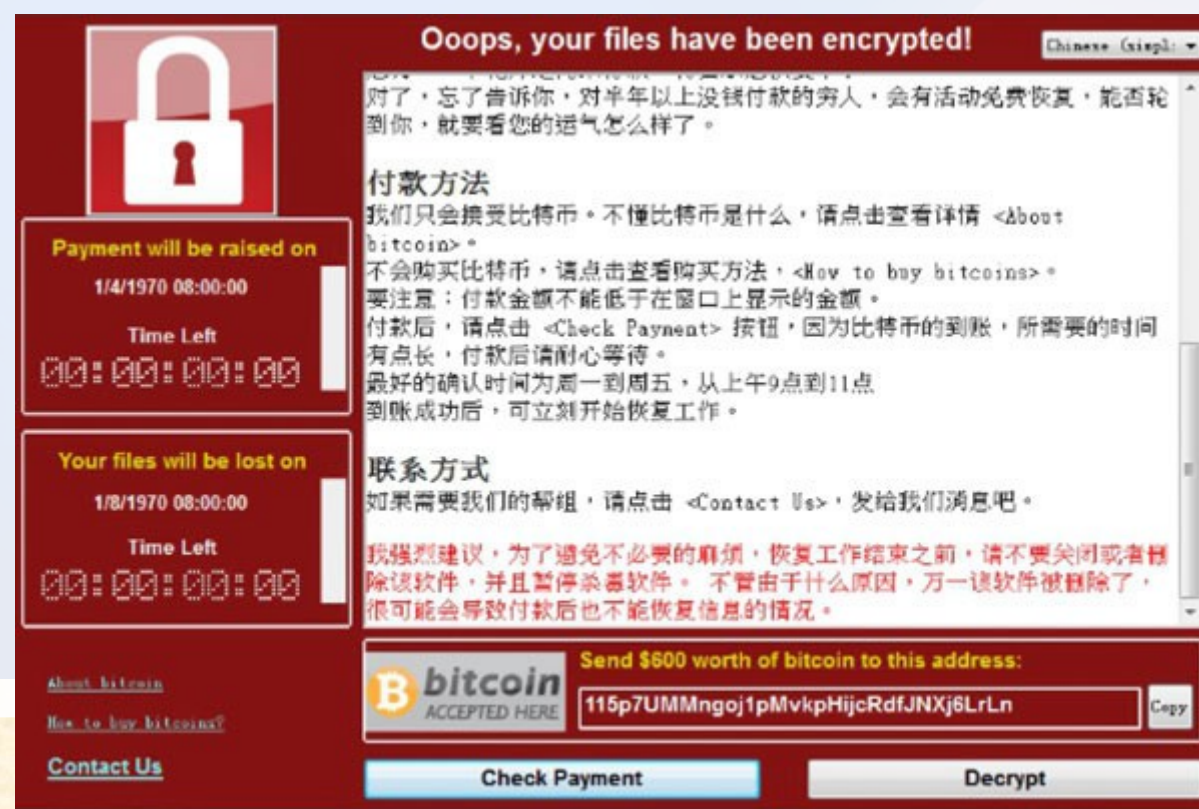 Ooops, your files have been encrypted!
Chinese (simpl:
对了，忘了告诉你，对半年以上没钱付款的穷人，会有活动免费恢复，能否轮
到你，就要看您的运气怎么样了。
付款方法
我们只会接受比特币。不懂比特币是什么，请点击查看详情 <About
bitcoin>。
不会购买比特币，请点击查看购买方法，<How to buy bitcoins>。
要注意；付款金额不能低于在窗口上显示的金额。
付款后，请点击 <Check Payment> 按钮，因为比特币的到账，所需要的时间
有点长，付款后请耐心等待。
最好的确认时间为周一到周五，从上午9点到11点
到账成功后，可立刻开始恢复工作。
联系方式
如果需要我们的帮组，请点击 <Contact Us>，发给我们消息吧。
我强烈建议，为了避免不必要的麻烦，恢复工作结束之前，请不要关闭或者删
除该软件，并且暂停杀毒软件。 不管由于什么原因，万一该软件被删除了，
很可能会导致付款后也不能恢复信息的情况。
Payment will be raised on
1/4/1970 08:00:00
Time Left
00:00:00:00
Your files will be lost on
1/8/1970 08:00:00
Time Left
00:00:00:00
About bitcoin
How to buy bitcoins?
Contact Us
bitcoin
ACCEPTED HERE
Send $600 worth of bitcoin to this address:
115p7UMMngoj1pMvkpHijcRdfJNXj6LrLn
Copy
Check Payment
Decrypt